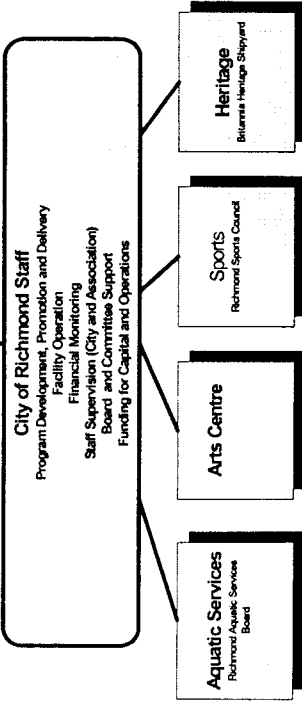 City of Richmond Staff
Program Development, Promotion and Delivery
Facility Operation
Financial Monitoring
Staff Supervision (City and Association)
Board and Committee Support
Funding for Capital and Operations
Aquatic Services
Richmond Aquatic Services
Board
Arts Centre
Sports
Richmond Sports Council
Heritage
Britannia Heritage Shipyard